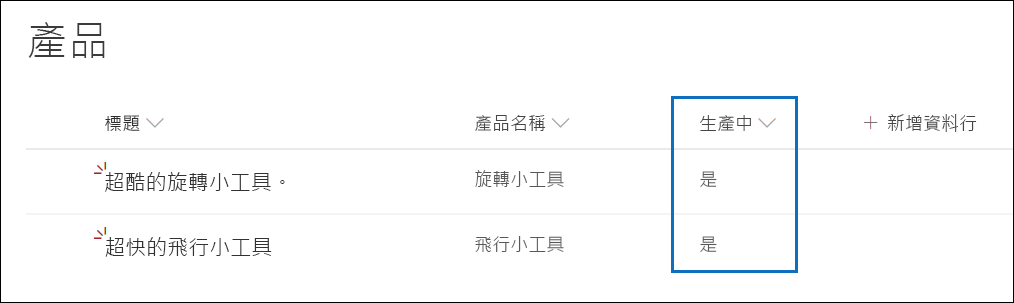 產品
標題 產品名稱 生產中 + 新增資料行
超酷的旋轉小工具。 旋轉小工具 是
超快的飛行小工具 飛行小工具 是